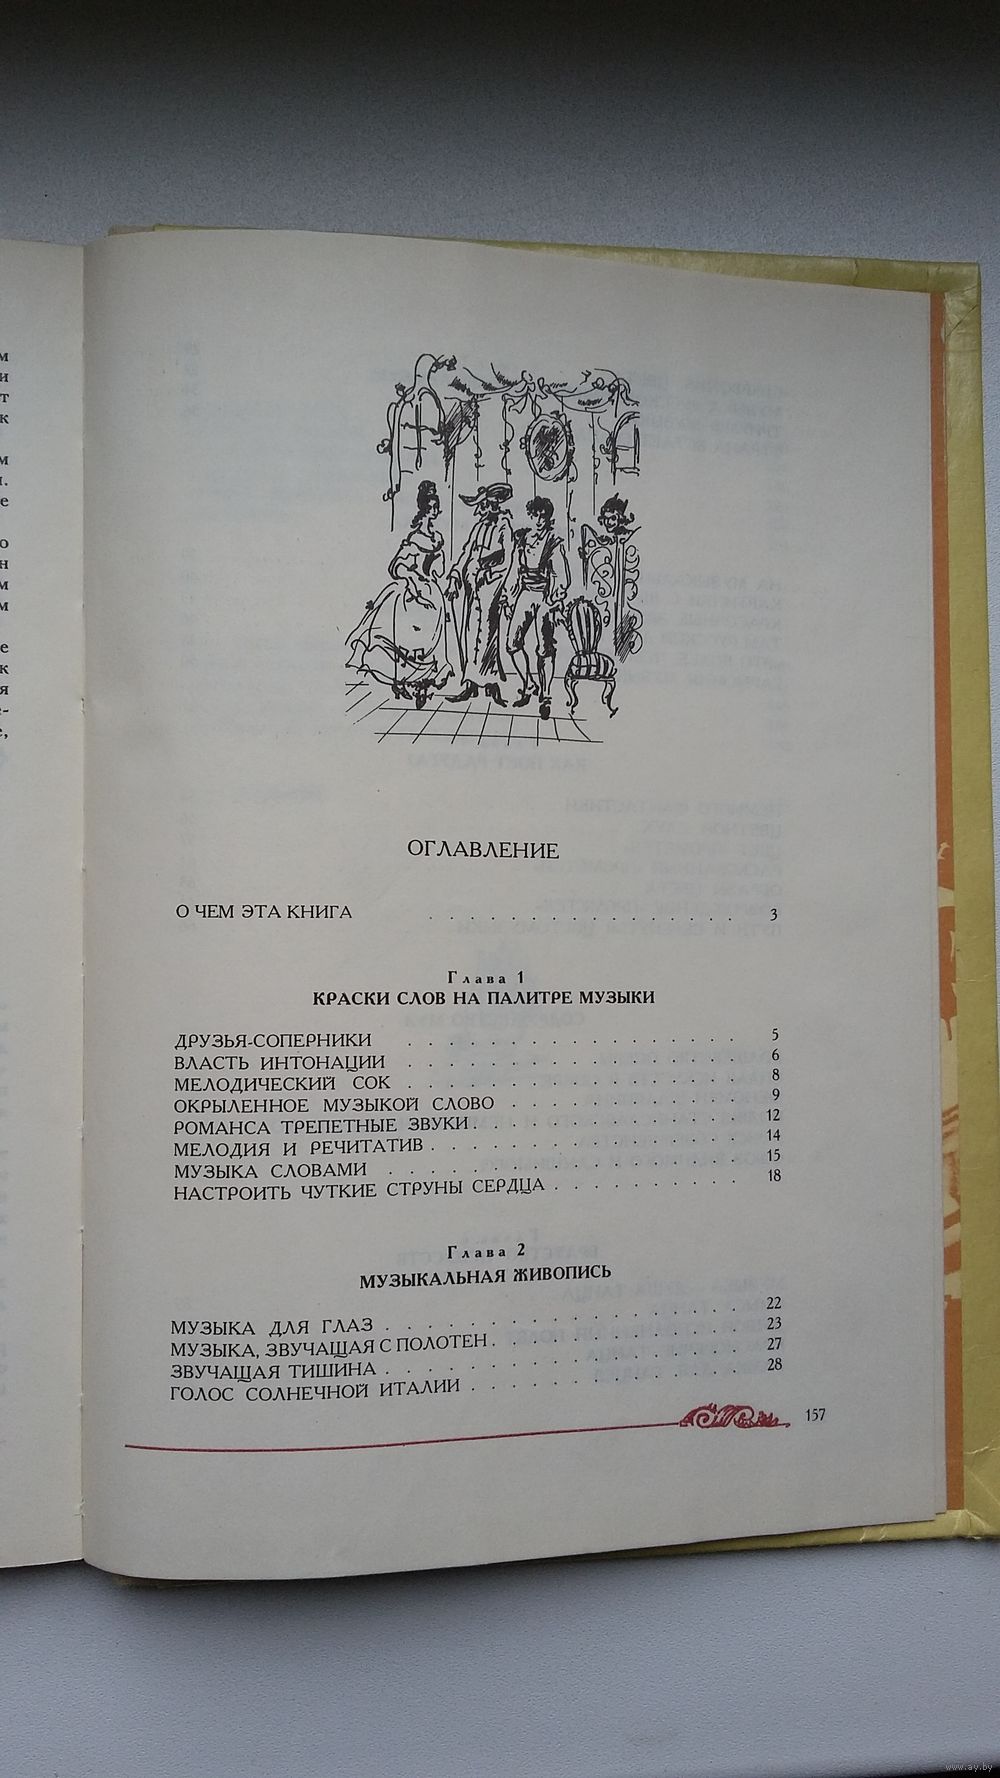 м
и
т
к
м
е
о
н
м
м
е
к
я
ОГЛАВЛЕНИЕ
О ЧЕМ ЭТА КНИГА . . . . . . . . . . . . . . 3
Глава 1
КРАСКИ СЛОВ НА ПАЛИТРЕ МУЗЫКИ
ДРУЗЬЯ-СОПЕРНИКИ . . . . . . . . . . . . . . . 5
ВЛАСТЬ ИНТОНАЦИИ . . . . . . . . . . . . . . . 6
МЕЛОДИЧЕСКИЙ СОК . . . . . . . . . . . . . . . 8
ОКРЫЛЕННОЕ МУЗЫКОЙ СЛОВО . . . . . . . . . . 9
РОМАНСА ТРЕПЕТНЫЕ ЗВУКИ . . . . . . . . . . . . 12
МЕЛОДИЯ И РЕЧИТАТИВ . . . . . . . . . . . . . . 14
МУЗЫКА СЛОВАМИ . . . . . . . . . . . . . . . 15
НАСТРОИТЬ ЧУТКИЕ СТРУНЫ СЕРДЦА . . . . . . . . . 18
Глава 2
МУЗЫКАЛЬНАЯ ЖИВОПИСЬ
МУЗЫКА ДЛЯ ГЛАЗ . . . . . . . . . . . . . . . . 22
МУЗЫКА, ЗВУЧАЩАЯ С ПОЛОТЕН . . . . . . . . . . . 23
ЗВУЧАЩАЯ ТИШИНА . . . . . . . . . . . . . . . . 27
ГОЛОС СОЛНЕЧНОЙ ИТАЛИИ . . . . . . . . . . . . 28
157
www.ay.by